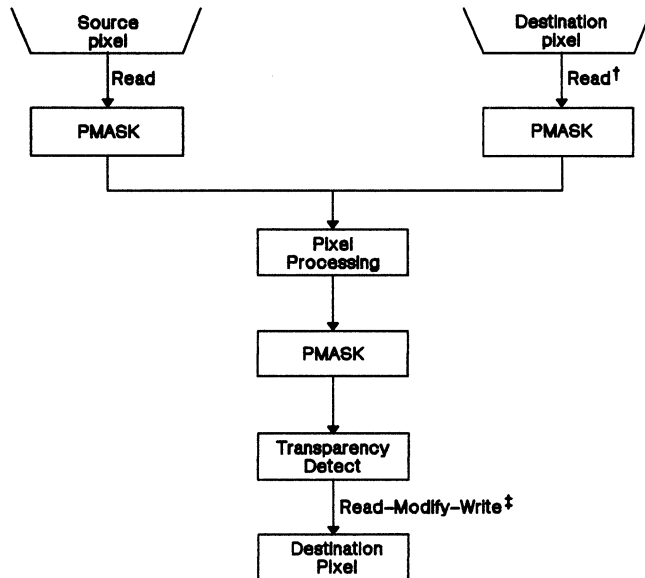 Source
pixel
Destination
pixel
Read
Read†
PMASK
PMASK
Pixel
Processing
PMASK
Transparency
Detect
Read-Modify-Write‡
Destination
Pixel